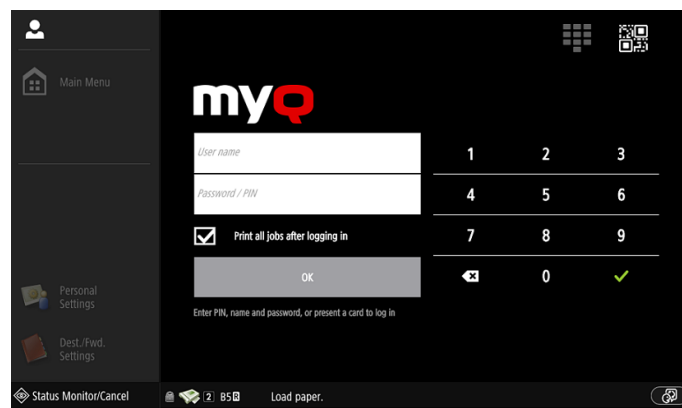 Main Menu
myQ
User name
Password / PIN
1 2 3
4 5 6
Print all jobs after logging in
7 8 9
OK
0
Enter PIN, name and password, or present a card to log in
Personal
Settings
Dest./Fwd.
Settings
Status Monitor/Cancel
2 B5R Load paper.